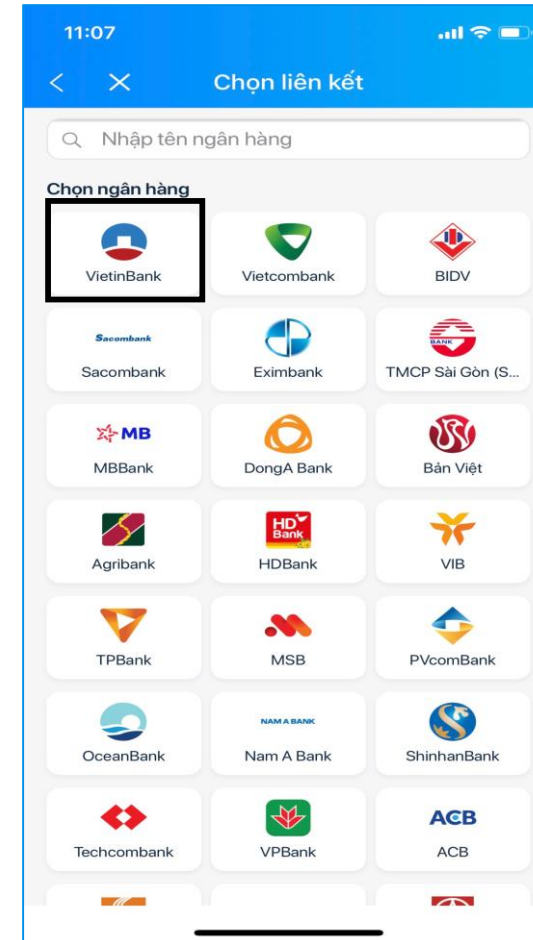 11:07
Chọn liên kết
Nhập tên ngân hàng
Chọn ngân hàng
VietinBank
Vietcombank
BIDV
Sacombank
BANK
Sacombank
Eximbank
TMCP Sài Gòn (S...
MB
MBBank
DongA Bank
Bản Việt
HD
Bank
Agribank
HDBank
VIB
TPBank
MSB
PVcomBank
NAM A BANK
OceanBank
Nam A Bank
ShinhanBank
ACB
Techcombank
VPBank
ACB